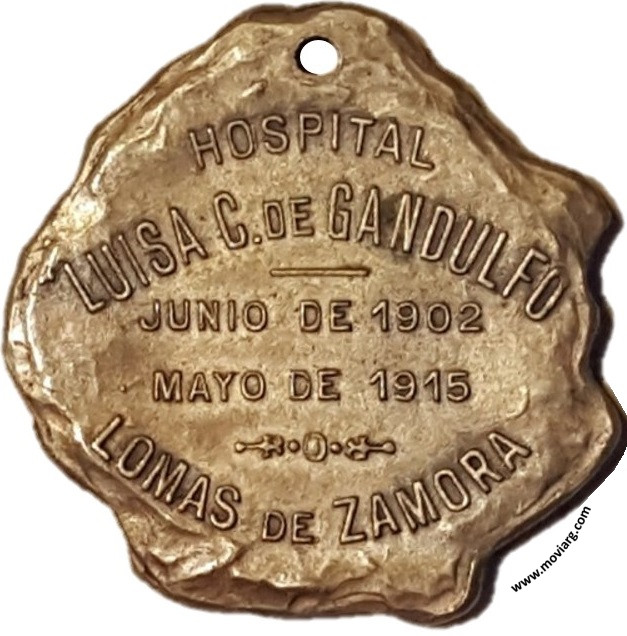 HOSPITAL
LUISA C. DE GANDULFO
JUNIO DE 1902
MAYO DE 1915
LOMAS DE ZAMORA
www.moviarg.com